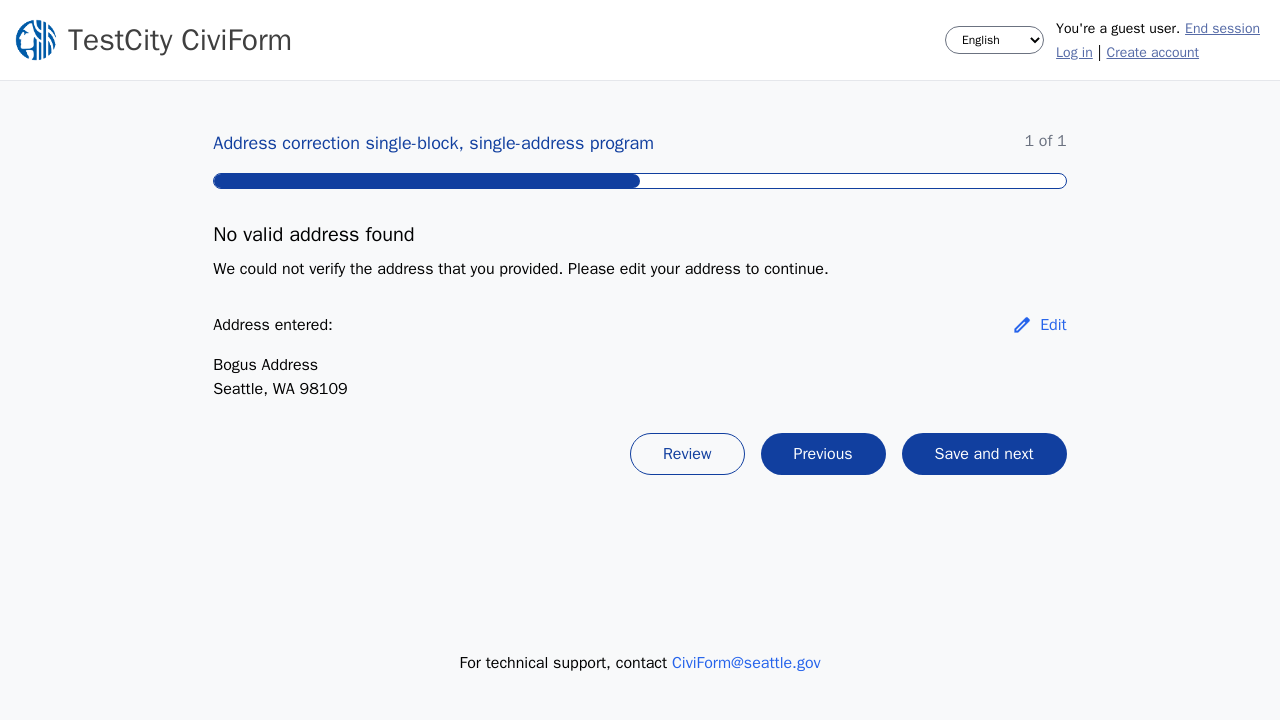 TestCity CiviForm
English
You're a guest user. End session
Log in | Create account
Address correction single-block, single-address program
1 of 1
No valid address found
We could not verify the address that you provided. Please edit your address to continue.
Address entered:
Edit
Bogus Address
Seattle, WA 98109
Review
Previous
Save and next
For technical support, contact CiviForm@seattle.gov